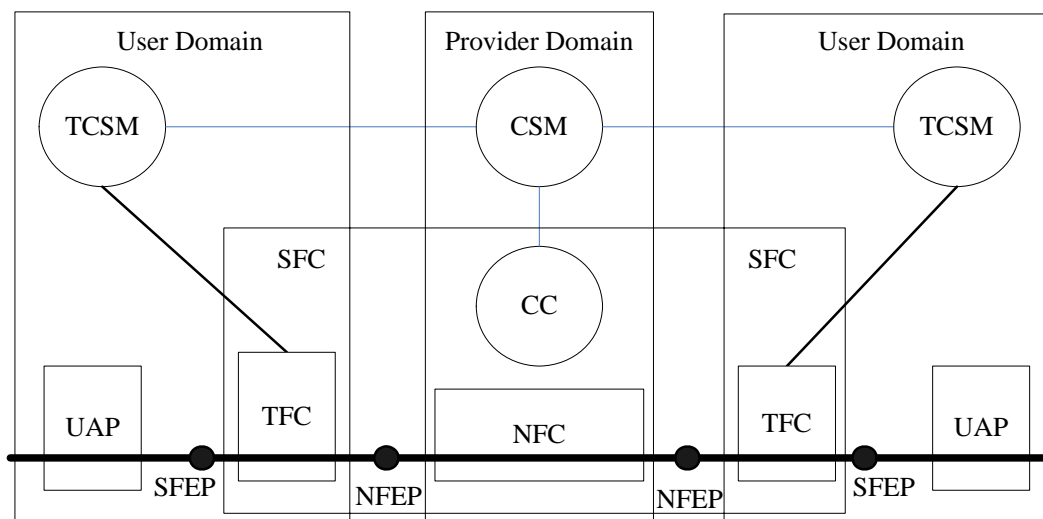 User Domain
Provider Domain
User Domain
TCSM
CSM
TCSM
SFC
SFC
CC
UAP
TFC
NFC
TFC
UAP
SFEP
NFEP
NFEP
SFEP